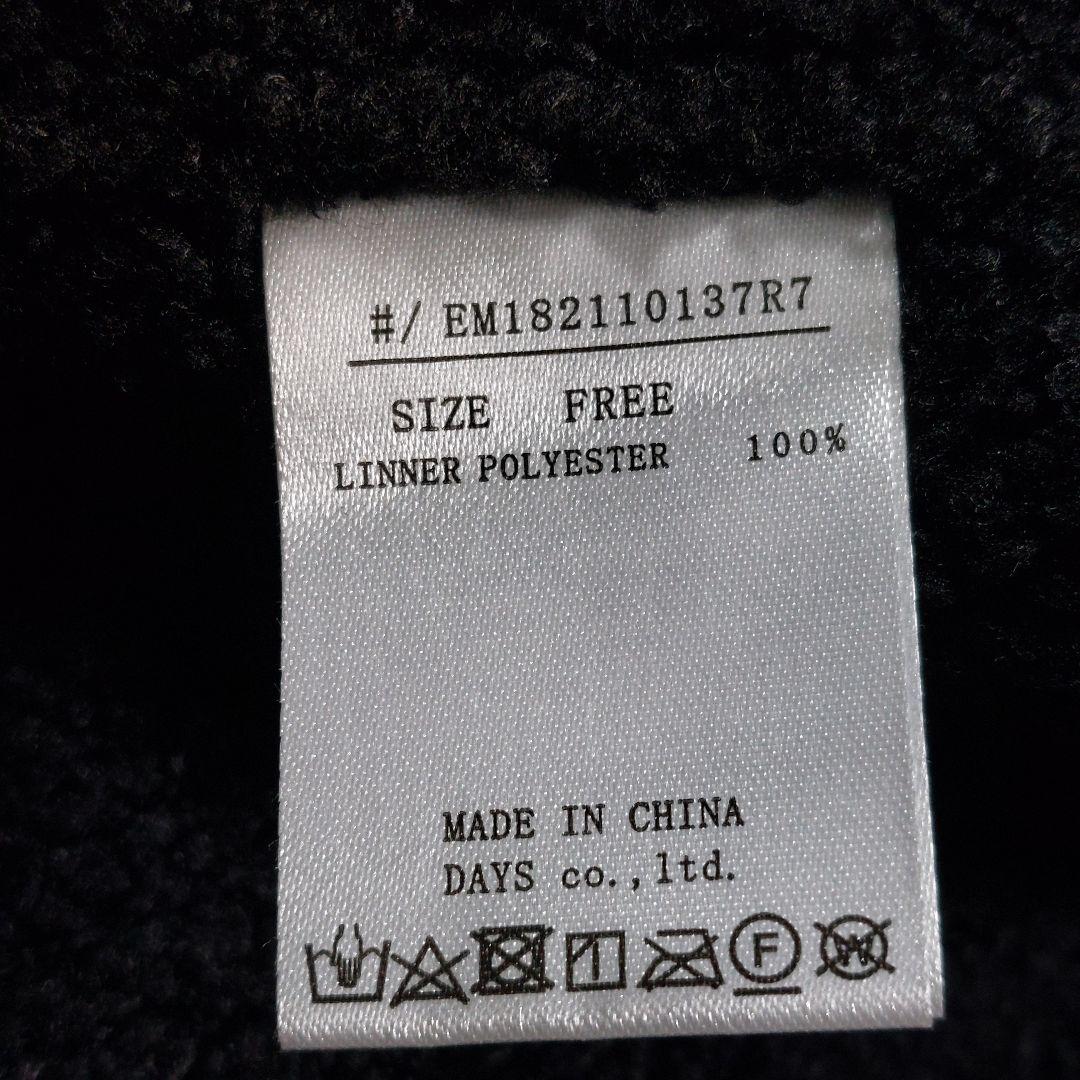 #/ EM182110137R7
SIZE FREE
LINNER POLYESTER 100%
MADE IN CHINA
DAYS co.,ltd.
F
W